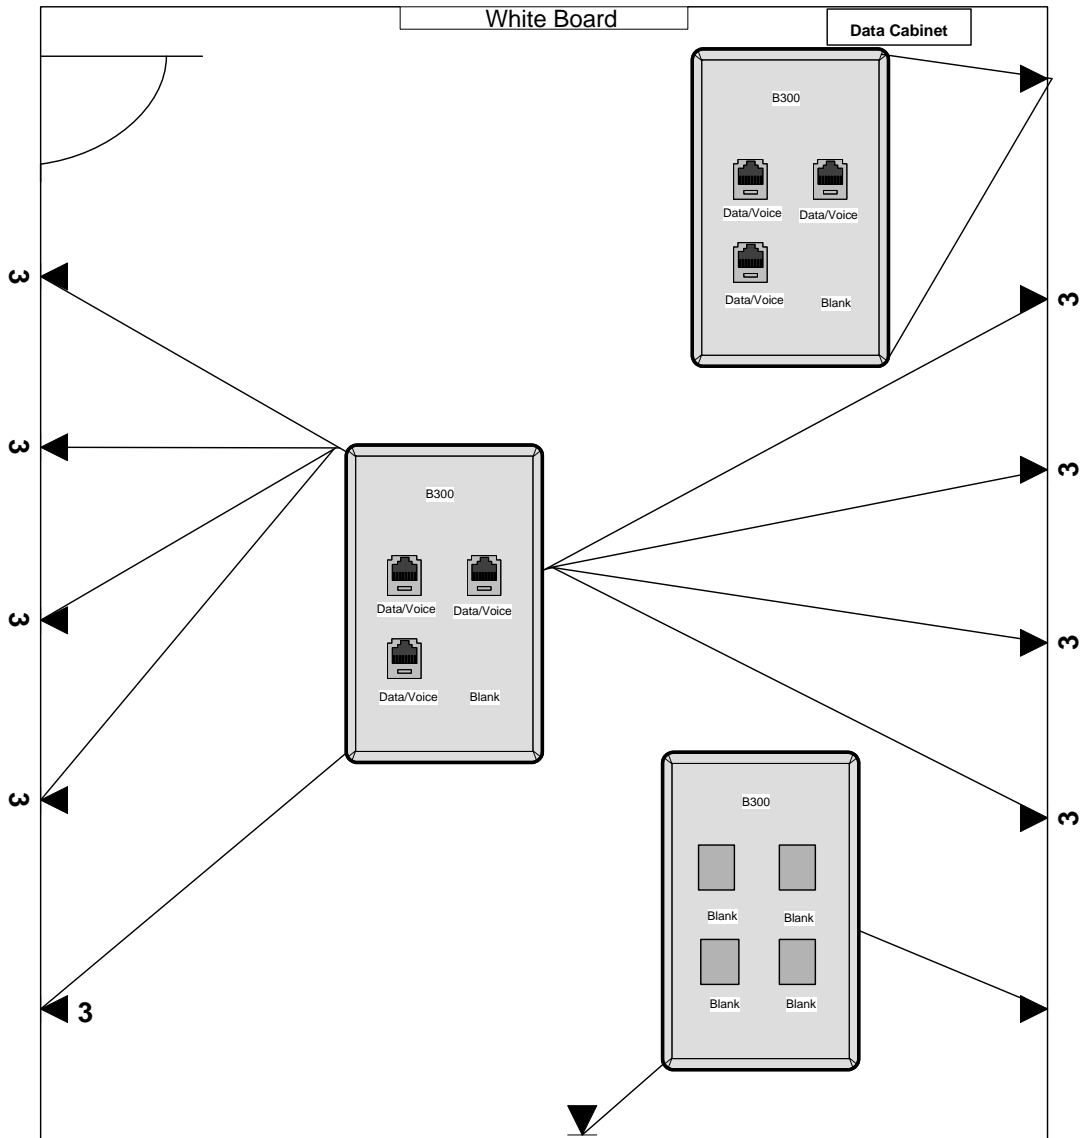 White Board
Data Cabinet
B300
Data/Voice Data/Voice
Data/Voice Blank
3
3
3
3
B300
Data/Voice Data/Voice
Data/Voice Blank
3
3
3
3
B300
Blank Blank
Blank Blank
3